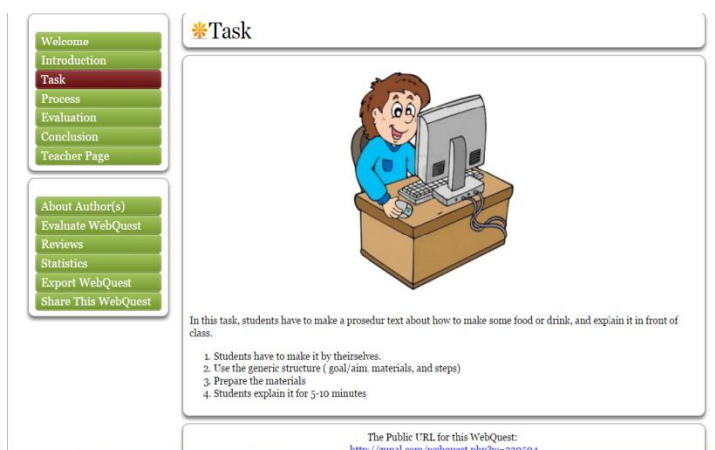 Welcome
Introduction
Task
Process
Evaluation
Conclusion
Teacher Page
About Author(s)
Evaluate WebQuest
Reviews
Statistics
Export WebQuest
Share This WebQuest
Task
In this task, students have to make a prosedur text about how to make some food or drink, and explain it in front of
class.
1. Students have to make it by theirselves.
2. Use the generic structure ( goal/aim, materials, and steps)
3. Prepare the materials
4. Students explain it for 5-10 minutes
The Public URL for this WebQuest: